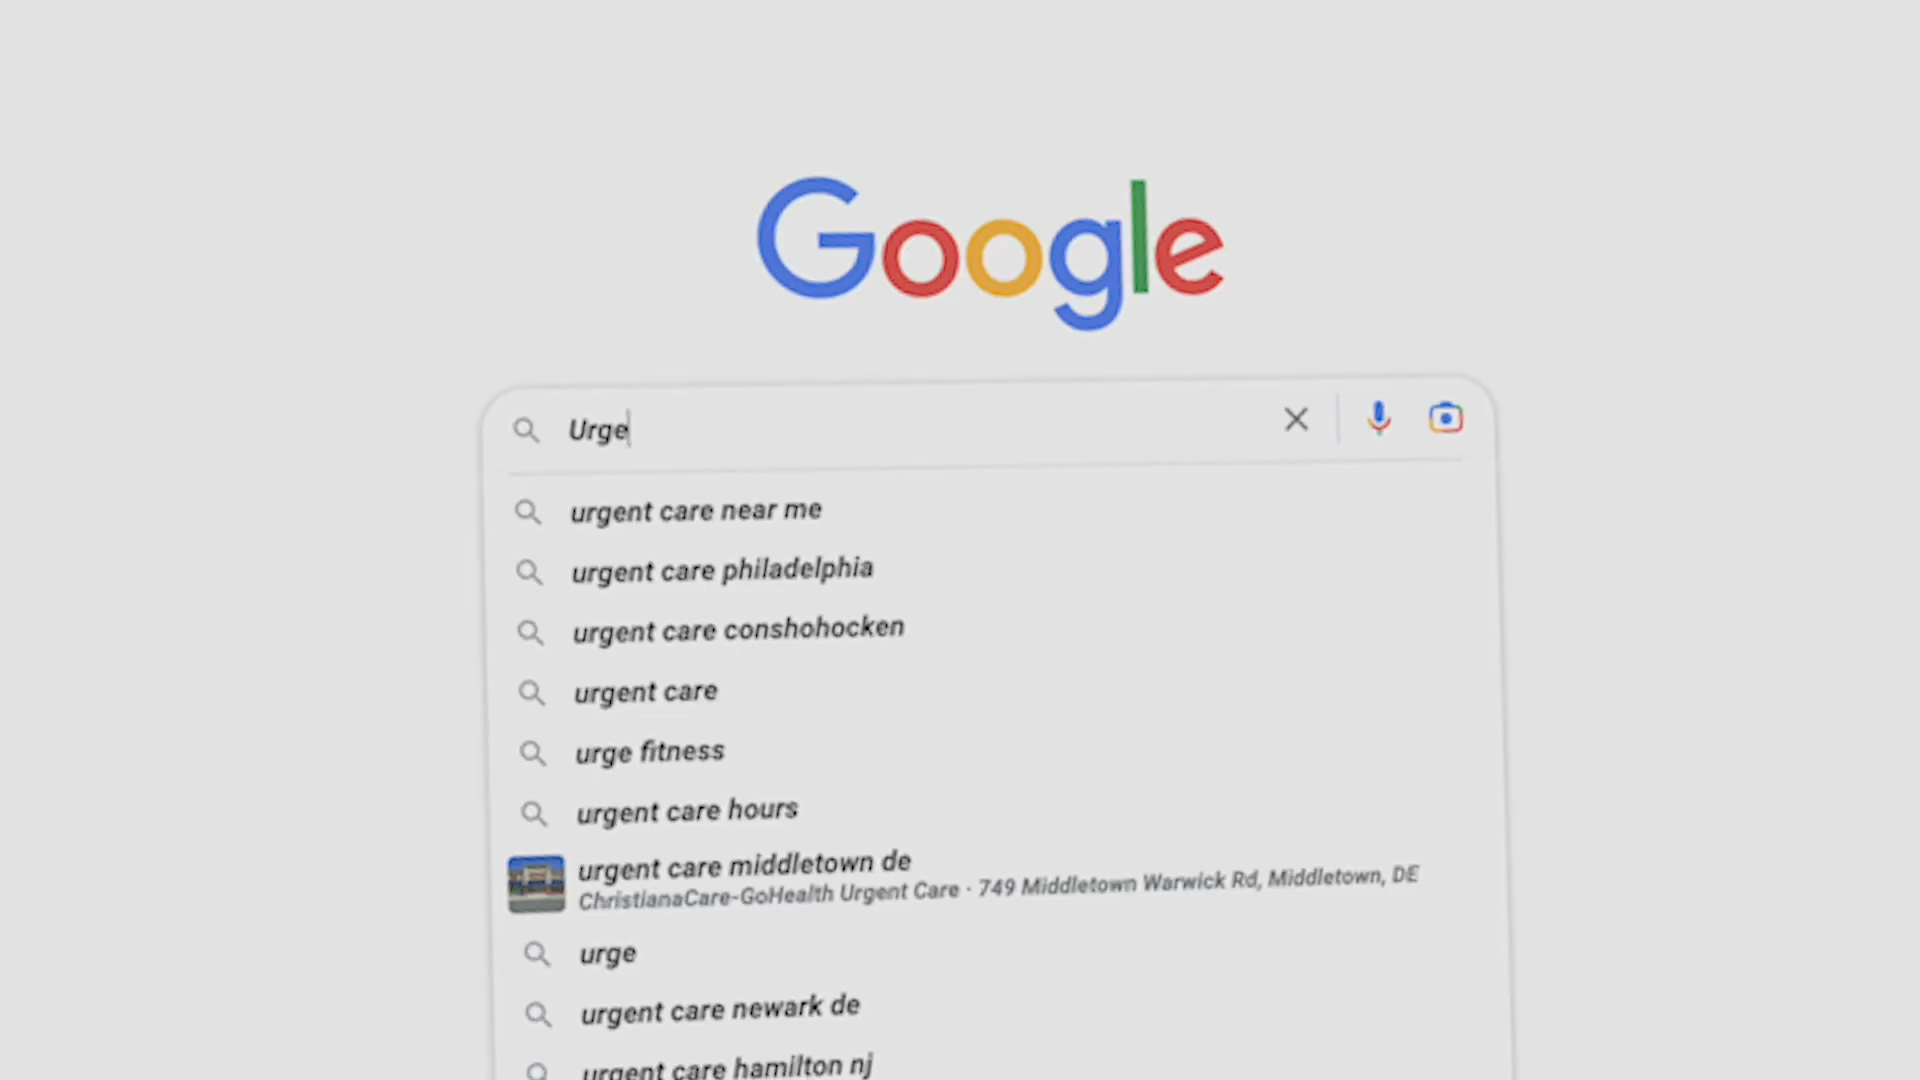 Google
Urge
urgent care near me
urgent care philadelphia
urgent care conshohocken
urgent care
urge fitness
urgent care hours
urgent care middletown de
ChristianaCare-GoHealth Urgent Care · 749 Middletown Warwick Rd, Middletown, DE
urge
urgent care newark de
urgent care hamilton nj